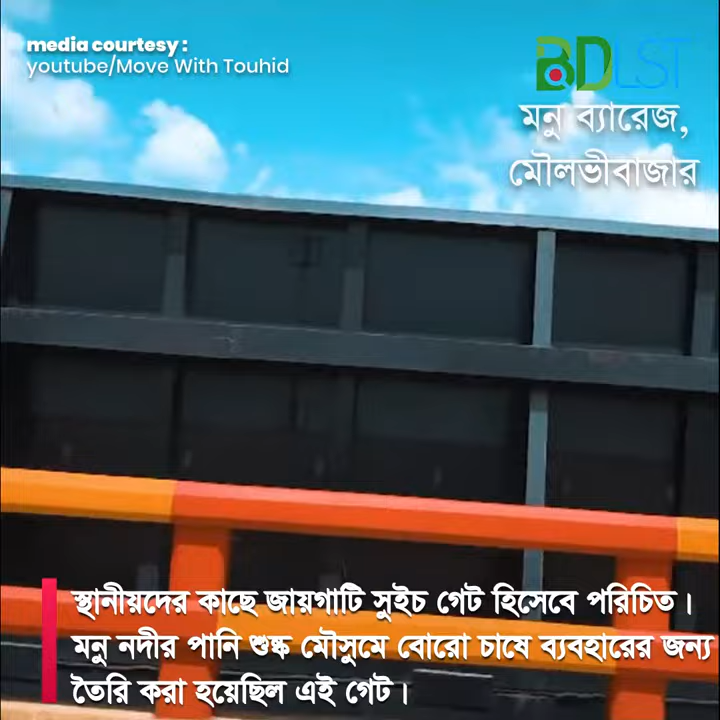 media courtesy :
youtube/Move With Touhid
BDLST
মনু ব্যারেজ,
মৌলভীবাজার
স্থানীয়দের কাছে জায়গাটি সুইচ গেট হিসেবে পরিচিত।
মনু নদীর পানি শুষ্ক মৌসুমে বোরো চাষে ব্যবহারের জন্য
তৈরি করা হয়েছিল এই গেট।